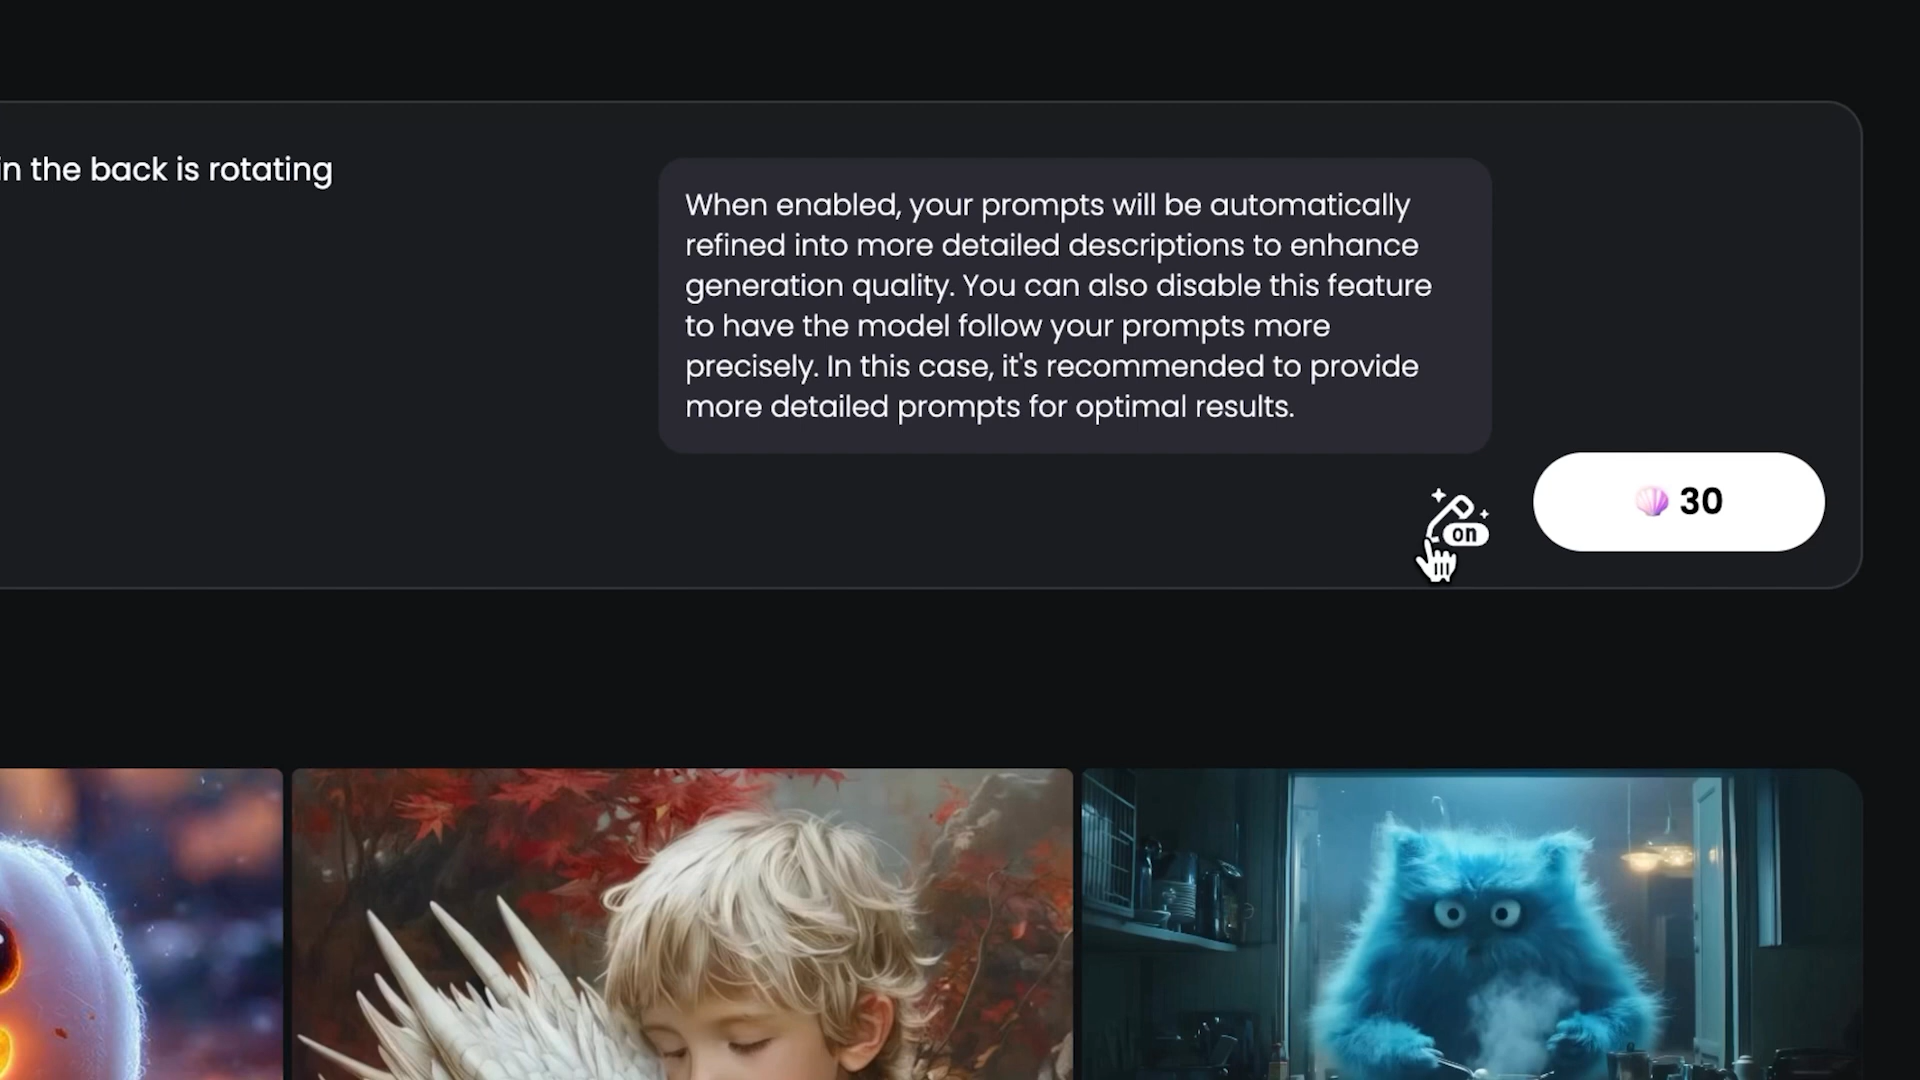 in the back is rotating
When enabled, your prompts will be automatically
refined into more detailed descriptions to enhance
generation quality. You can also disable this feature
to have the model follow your prompts more
precisely. In this case, it's recommended to provide
more detailed prompts for optimal results.
on
30